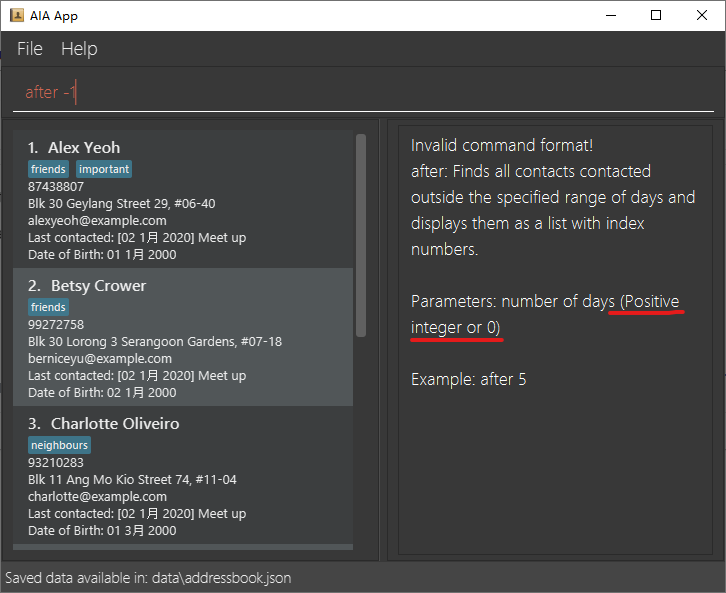 AIA App
File Help
after -1
1. Alex Yeoh
friends important
87438807
Blk 30 Geylang Street 29, #06-40
alexyeoh@example.com
Last contacted: [02 1月 2020] Meet up
Date of Birth: 01 1月 2000
2. Betsy Crower
friends
99272758
Blk 30 Lorong 3 Serangoon Gardens, #07-18
berniceyu@example.com
Last contacted: [02 1月 2020] Meet up
Date of Birth: 02 1月 2000
3. Charlotte Oliveiro
neighbours
93210283
Blk 11 Ang Mo Kio Street 74, #11-04
charlotte@example.com
Last contacted: [02 1月 2020] Meet up
Date of Birth: 01 3月 2000
Invalid command format!
after: Finds all contacts contacted
outside the specified range of days and
displays them as a list with index
numbers.
Parameters: number of days (Positive
integer or 0)
Example: after 5
Saved data available in: data\addressbook.json